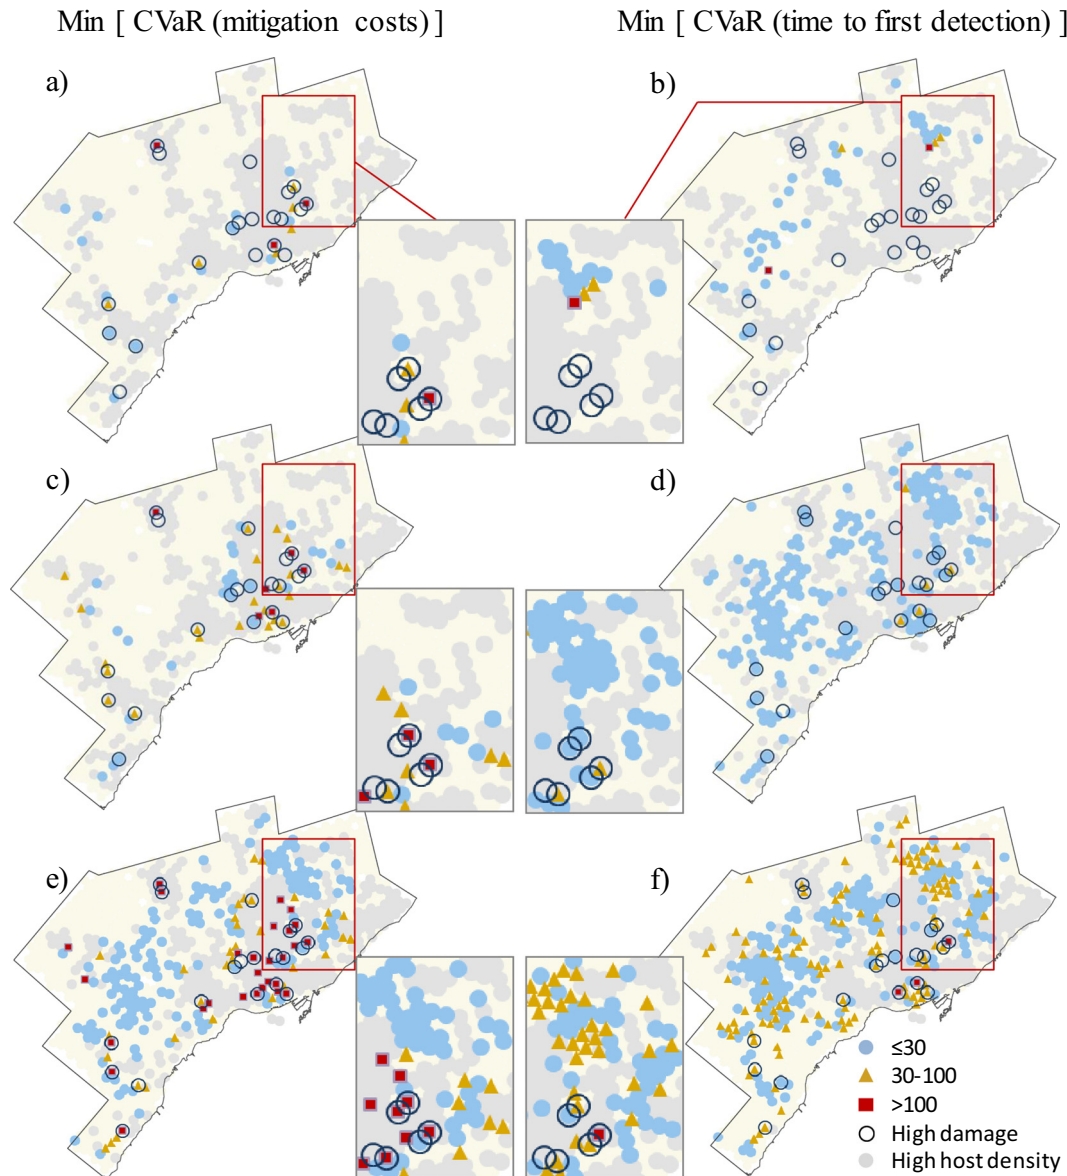 Min [ CVaR (mitigation costs) ]
Min [ CVaR (time to first detection) ]
a)
b)
c)
d)
e)
f)
≤30
30-100
>100
High damage
High host density